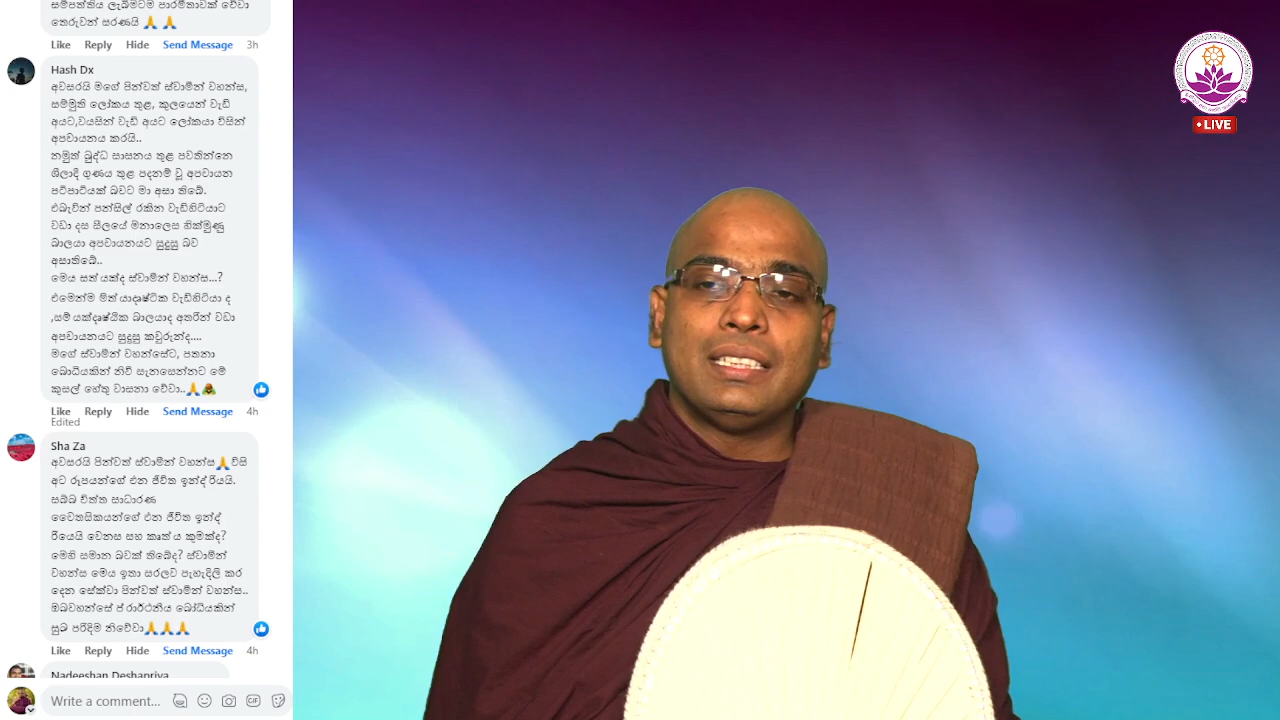 සම්පත්තිය ලැබීමටම පාරමිතාවක් වේවා
තෙරුවන් සරණයි 🙏 🙏
Like Reply Hide Send Message 3h
Hash Dx
අවසරයි මගේ පින්වත් ස්වාමීන් වහන්ස,
සම්මුති ලෝකය තුළ, කුලයෙන් වැඩි
අයට,වයසින් වැඩි අයට ලෝකයා විසින්
අපචායනය කරයි..
නමුත් බුද්ධ සාසනය තුළ පවතින්නෙ
ශීලාදී ගුණය තුළ පදනම් වූ අපචායන
පටිපාටියක් බවට මා අසා තිබේ.
එබැවින් පන්සිල් රකින වැඩිහිටියාට
වඩා දස සීලයේ මනාලෙස හික්මුණු
බාලයා අපචායනයට සුදුසු බව
අසාතිබේ..
මෙය සත්‍යක්ද ස්වාමීන් වහන්ස...?
එමෙන්ම මිත්‍යාදෘෂ්ටික වැඩිහිටියා ද
,සම්‍යක්දෘෂ්ඨික බාලයාද අතරින් වඩා
අපචායනයට සුදුසු කවුරුන්ද....
මගේ ස්වාමීන් වහන්සේට, පතනා
බොධියකින් නිවී සැනසෙන්නට මේ
කුසල් හේතු වාසනා වේවා..🙏
Like Reply Hide Send Message 4h
Edited
Sha Za
අවසරයි පින්වත් ස්වාමීන් වහන්ස🙏විසි
අට රූපයන්ගේ එන ජීවිත ඉන්ද්‍රියයි.
සබ්බ චිත්ත සාධාරණ
චෛතසිකයන්ගේ එන ජීවිත ඉන්ද්‍
රියයෙයි වෙනස සහ කෘත්‍ය කුමක්ද?
මෙහි සමාන බවක් තිබේද? ස්වාමීන්
වහන්ස මෙය ඉතා සරලව පැහැදිලි කර
දෙන සේක්වා පින්වත් ස්වාමීන් වහන්ස..
ඔබවහන්සේ ප්‍රාර්ථනීය බෝධියකින්
සුබ පරිදිම නිවේවා🙏🙏🙏
Like Reply Hide Send Message 4h
Nadeeshan Deshapriya
Write a comment...
GIF
• LIVE